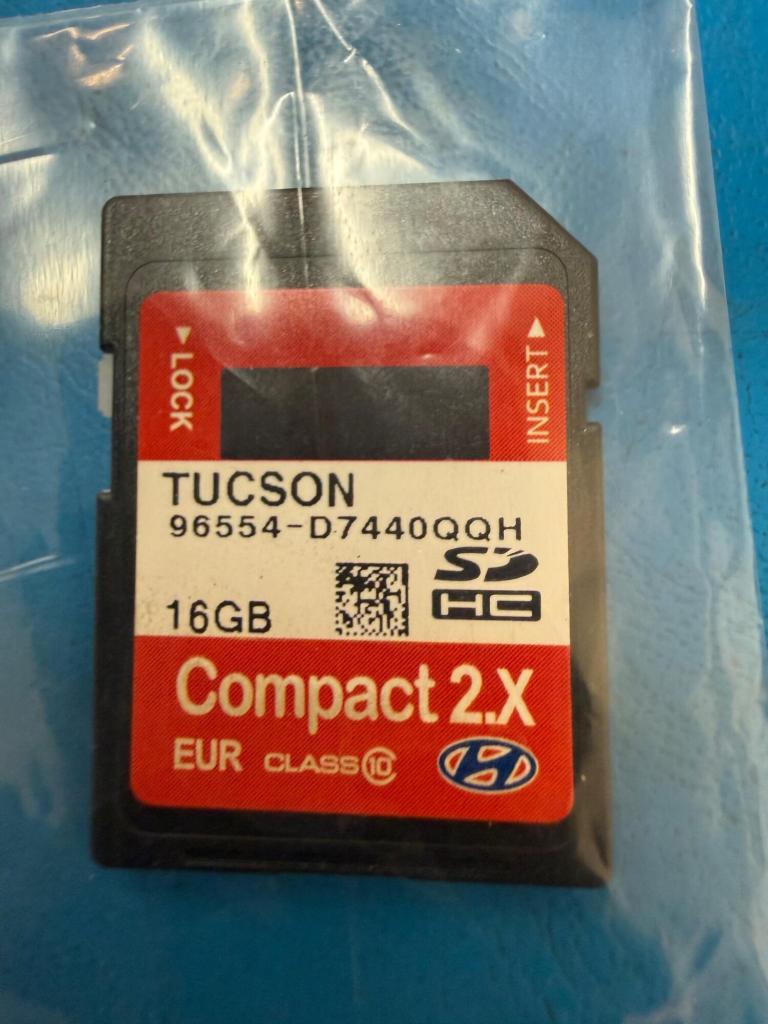 LOCK
INSERT
TUCSON
96554-D7440QQH
SD
HC
16GB
Compact 2.X
EUR CLASS 10